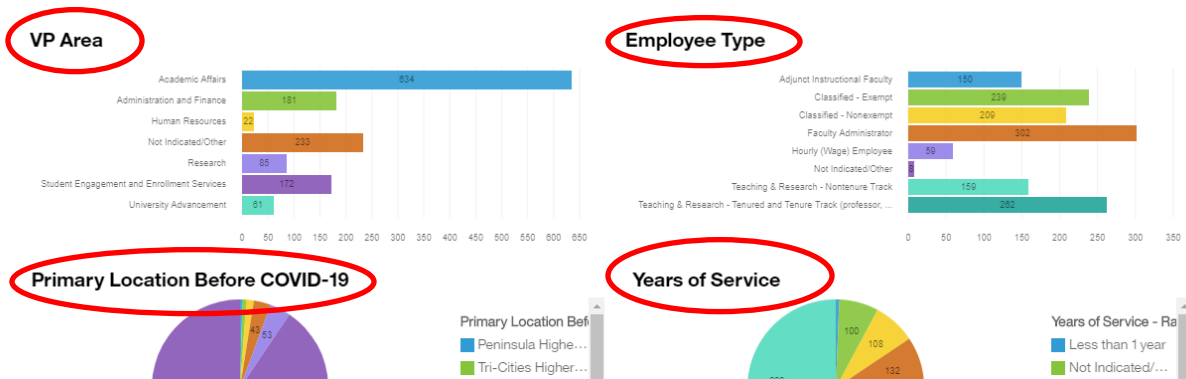 VP Area
Academic Affairs 634
Administration and Finance 181
Human Resources 22
Not Indicated/Other 233
Research 85
Student Engagement and Enrollment Services 172
University Advancement 61
0 50 100 150 200 250 300 350 400 450 500 550 600 650
Employee Type
Adjunct Instructional Faculty 150
Classified - Exempt 239
Classified - Nonexempt 209
Faculty Administrator 302
Hourly (Wage) Employee 59
Not Indicated/Other 8
Teaching & Research - Nontenure Track 159
Teaching & Research - Tenured and Tenure Track (professor, ... 262
0 50 100 150 200 250 300 350
Primary Location Before COVID-19
43 53
Primary Location Bef
Peninsula Highe...
Tri-Cities Higher...
Years of Service
100
108
132
Years of Service - Ra
Less than 1 year
Not Indicated/...